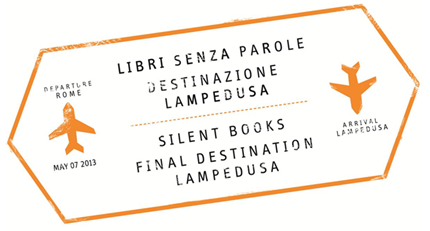 DEPARTURE
ROME
MAY 07 2013
LIBRI SENZA PAROLE
DESTINAZIONE
LAMPEDUSA
SILENT BOOKS
FINAL DESTINATION
LAMPEDUSA
ARRIVAL
LAMPEDUSA